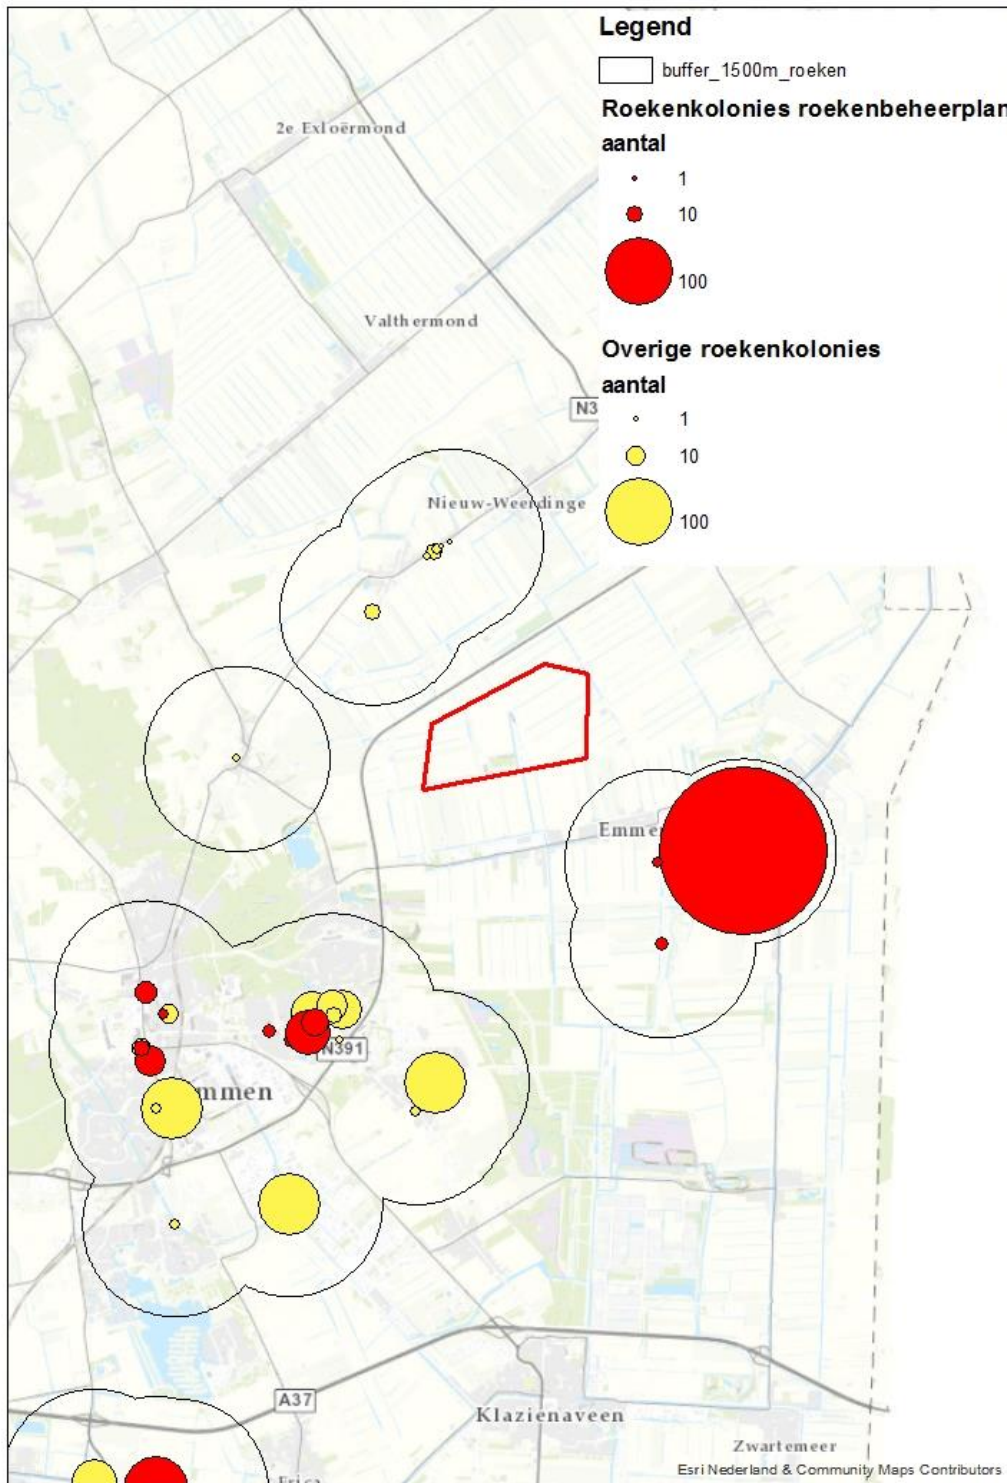 Legend
buffer_1500m_roeken
Roekenkolonies roekenbeheerplan
aantal
1
10
100
Overige roekenkolonies
aantal
1
10
100
2e Exloërmond
Valthermond
N3
Nieuw-Weerdinge
Emme
N391
mmen
A37
Klazienaveen
Zwartemeer
Erica
Esri Nederland & Community Maps Contributors